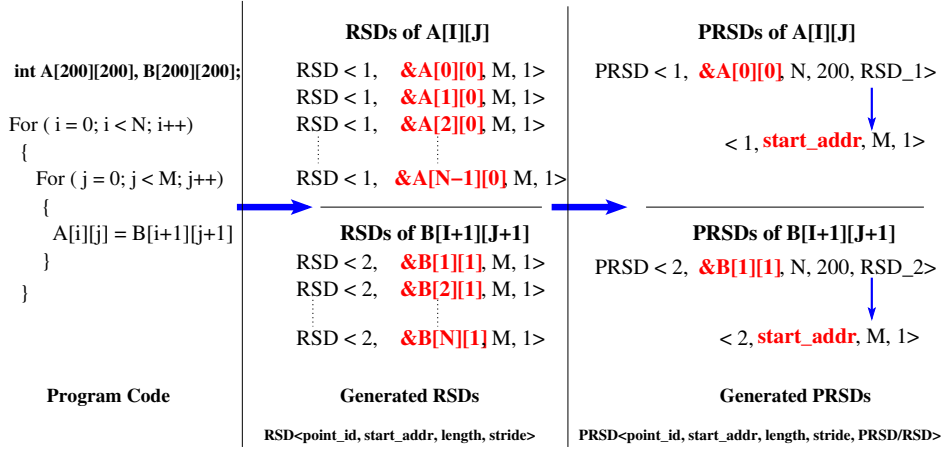 int A[200][200], B[200][200];
For ( i = 0; i < N; i++)
{
For ( j = 0; j < M; j++)
{
A[i][j] = B[i+1][j+1]
}
}
Program Code
RSDs of A[I][J]
RSD < 1, &A[0][0], M, 1>
RSD < 1, &A[1][0], M, 1>
RSD < 1, &A[2][0], M, 1>
RSD < 1, &A[N−1][0], M, 1>
RSDs of B[I+1][J+1]
RSD < 2, &B[1][1], M, 1>
RSD < 2, &B[2][1], M, 1>
RSD < 2, &B[N][1], M, 1>
Generated RSDs
RSD<point_id, start_addr, length, stride>
PRSDs of A[I][J]
PRSD < 1, &A[0][0], N, 200, RSD_1>
< 1, start_addr, M, 1>
PRSDs of B[I+1][J+1]
PRSD < 2, &B[1][1], N, 200, RSD_2>
< 2, start_addr, M, 1>
Generated PRSDs
PRSD<point_id, start_addr, length, stride, PRSD/RSD>